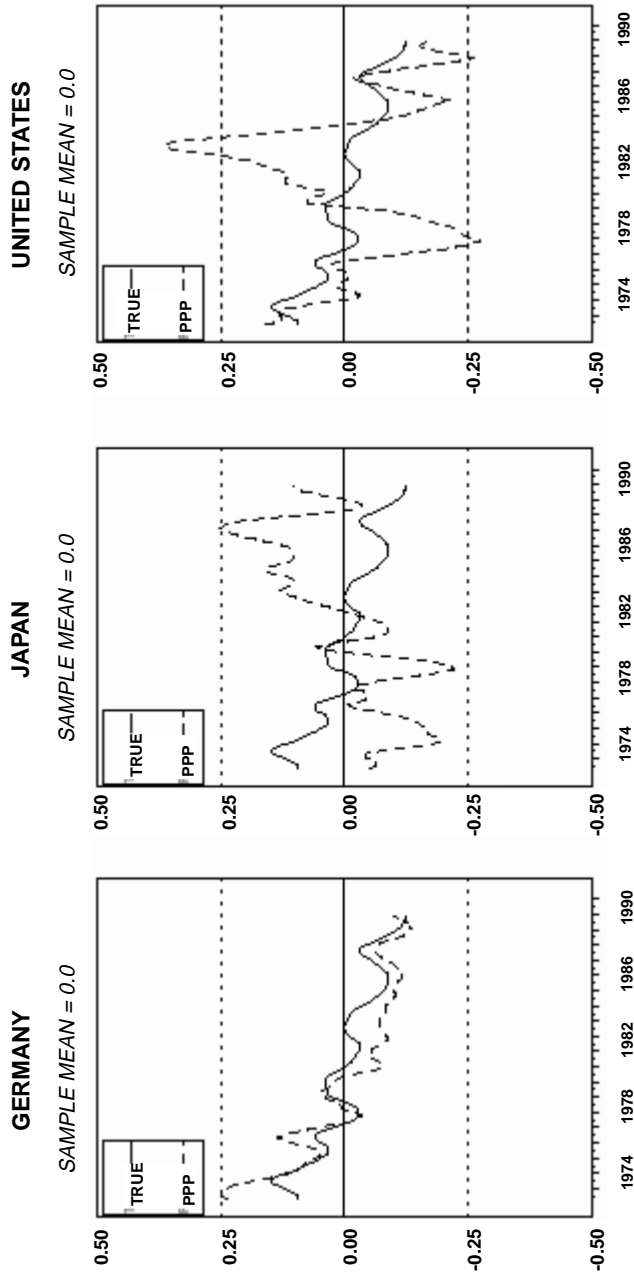 GERMANY
SAMPLE MEAN = 0.0
TRUE
PPP
0.50
0.25
0.00
-0.25
-0.50
1974
1978
1982
1986
1990
JAPAN
SAMPLE MEAN = 0.0
TRUE
PPP
0.50
0.25
0.00
-0.25
-0.50
1974
1978
1982
1986
1990
UNITED STATES
SAMPLE MEAN = 0.0
TRUE
PPP
0.50
0.25
0.00
-0.25
-0.50
1974
1978
1982
1986
1990